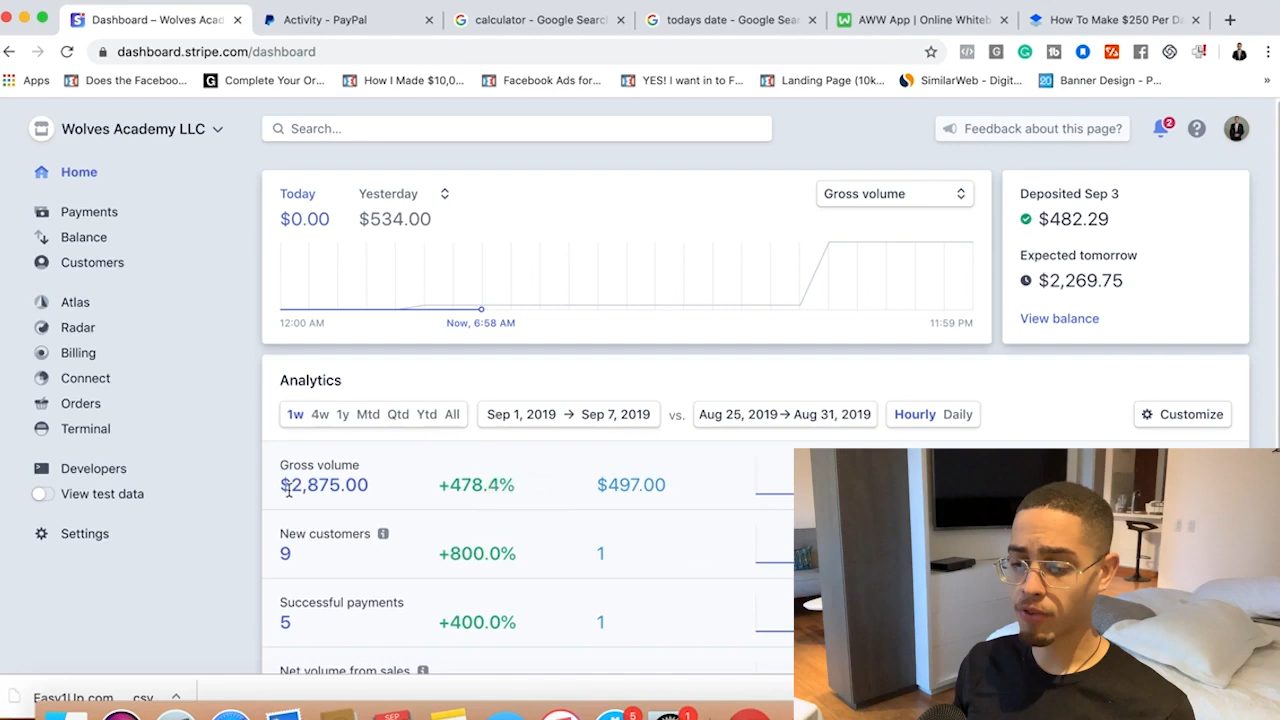 Dashboard – Wolves Acad
Activity - PayPal
calculator - Google Searc
todays date - Google Sea
AWW App | Online Whiteb
How To Make $250 Per Da
dashboard.stripe.com/dashboard
Apps
Does the Faceboo...
Complete Your Or...
How I Made $10,0...
Facebook Ads for...
YES! I want in to F...
Landing Page (10k...
SimilarWeb - Digit...
Banner Design - P...
Wolves Academy LLC
Search...
Feedback about this page?
2
Home
Payments
Balance
Customers
Atlas
Radar
Billing
Connect
Orders
Terminal
Developers
View test data
Settings
Today
$0.00
Yesterday
$534.00
Gross volume
12:00 AM
Now, 6:58 AM
11:59 PM
Deposited Sep 3
$482.29
Expected tomorrow
$2,269.75
View balance
Analytics
1w 4w 1y Mtd Qtd Ytd All
Sep 1, 2019 → Sep 7, 2019
vs.
Aug 25, 2019 → Aug 31, 2019
Hourly Daily
Customize
Gross volume
$2,875.00 +478.4% $497.00
New customers
9 +800.0% 1
Successful payments
5 +400.0% 1
Net volume from sales
Easy1Up.com
.csv
SEP
5
1